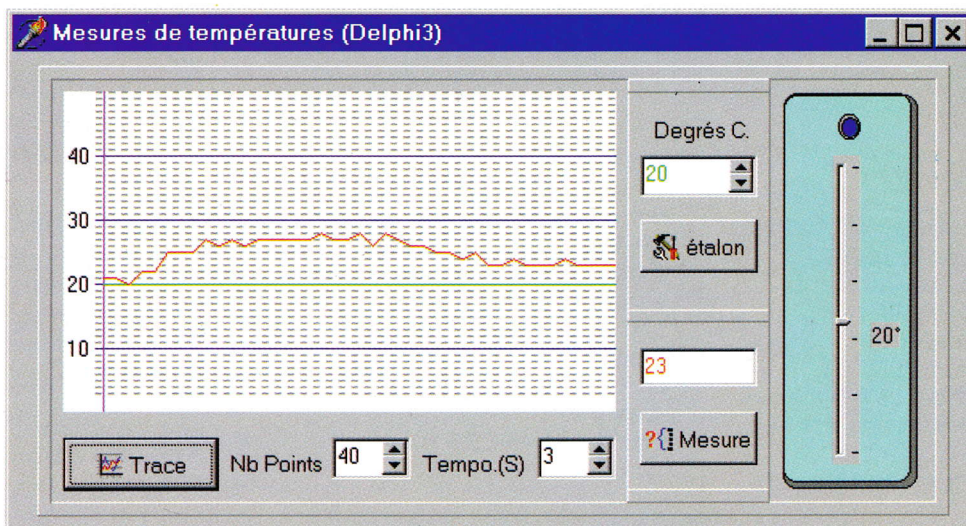 Mesures de températures (Delphi3)
40
30
20
10
Degrés C.
20
étalon
23
?{ Mesure
20°
Trace
Nb Points 40
Tempo.(S) 3